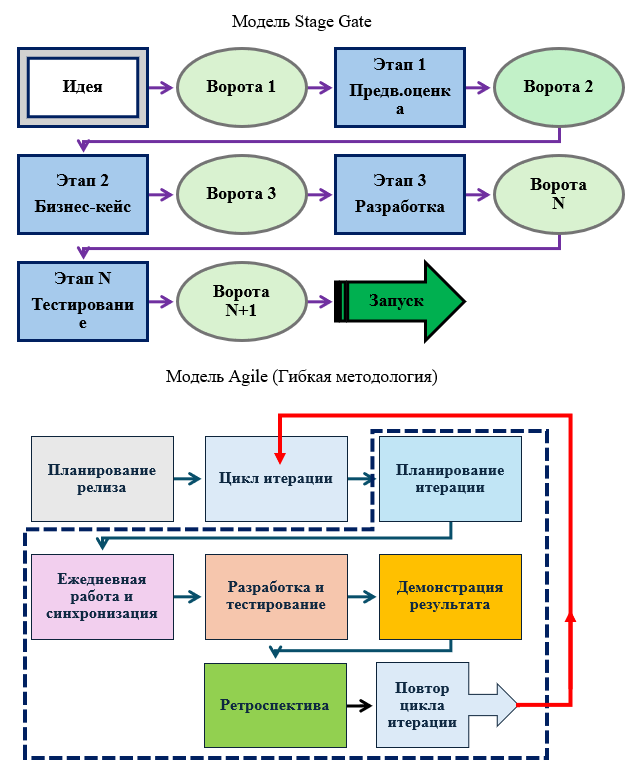 Модель Stage Gate
Идея
Ворота 1
Этап 1
Предв.оценк
а
Ворота 2
Этап 2
Бизнес-кейс
Ворота 3
Этап 3
Разработка
Ворота
N
Этап N
Тестировани
е
Ворота
N+1
Запуск
Модель Agile (Гибкая методология)
Планирование
релиза
Цикл итерации
Планирование
итерации
Ежедневная
работа и
синхронизация
Разработка и
тестирование
Демонстрация
результата
Ретроспектива
Повтор
цикла
итерации